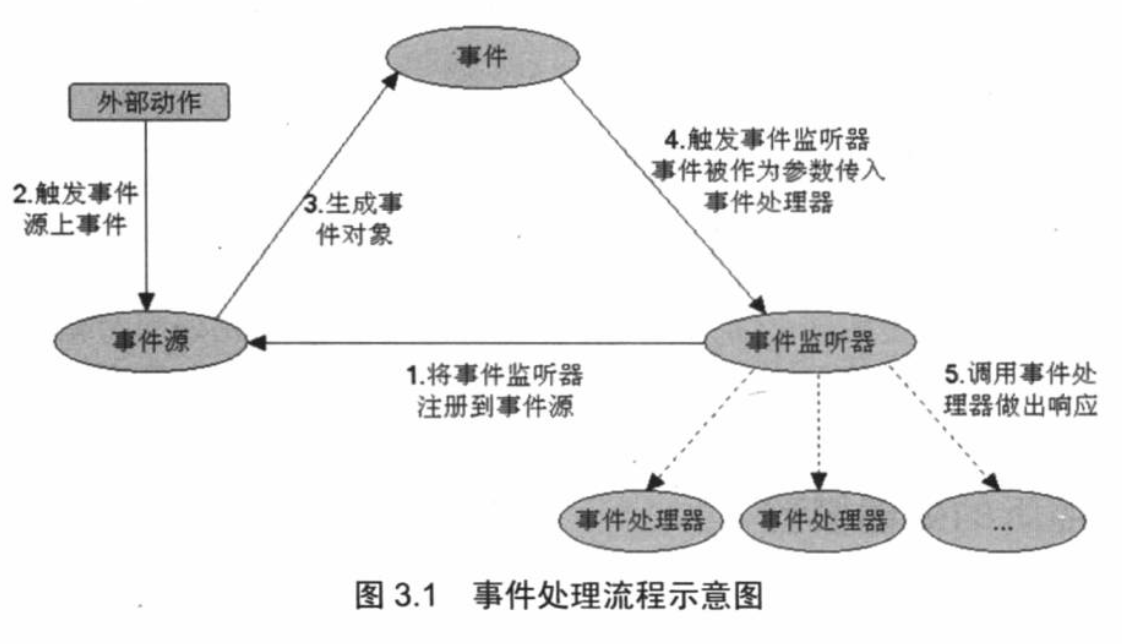 事件
外部动作
2.触发事件
源上事件
3.生成事
件对象
4.触发事件监听器
事件被作为参数传入
事件处理器
事件源
事件监听器
1.将事件监听器
注册到事件源
5.调用事件处
理器做出响应
事件处理器
事件处理器
...
图 3.1 事件处理流程示意图